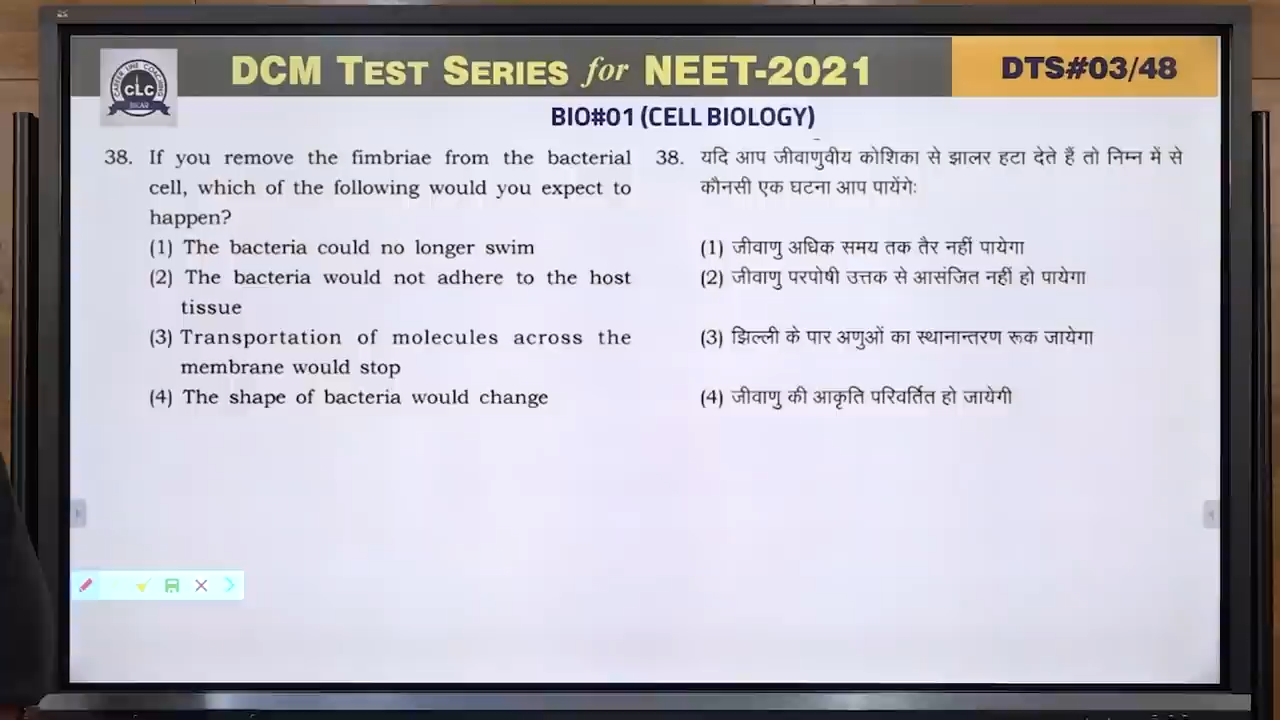 DCM TEST SERIES for NEET-2021
DTS#03/48
CLC
BIO#01 (CELL BIOLOGY)
38. If you remove the fimbriae from the bacterial
cell, which of the following would you expect to
happen?
(1) The bacteria could no longer swim
(2) The bacteria would not adhere to the host
tissue
(3) Transportation of molecules across the
membrane would stop
(4) The shape of bacteria would change
38. यदि आप जीवाणुवीय कोशिका से झालर हटा देते हैं तो निम्न में से
कौनसी एक घटना आप पायेंगेः
(1) जीवाणु अधिक समय तक तैर नहीं पायेगा
(2) जीवाणु परपोषी उत्तक से आसंजित नहीं हो पायेगा
(3) झिल्ली के पार अणुओं का स्थानान्तरण रूक जायेगा
(4) जीवाणु की आकृति परिवर्तित हो जायेगी